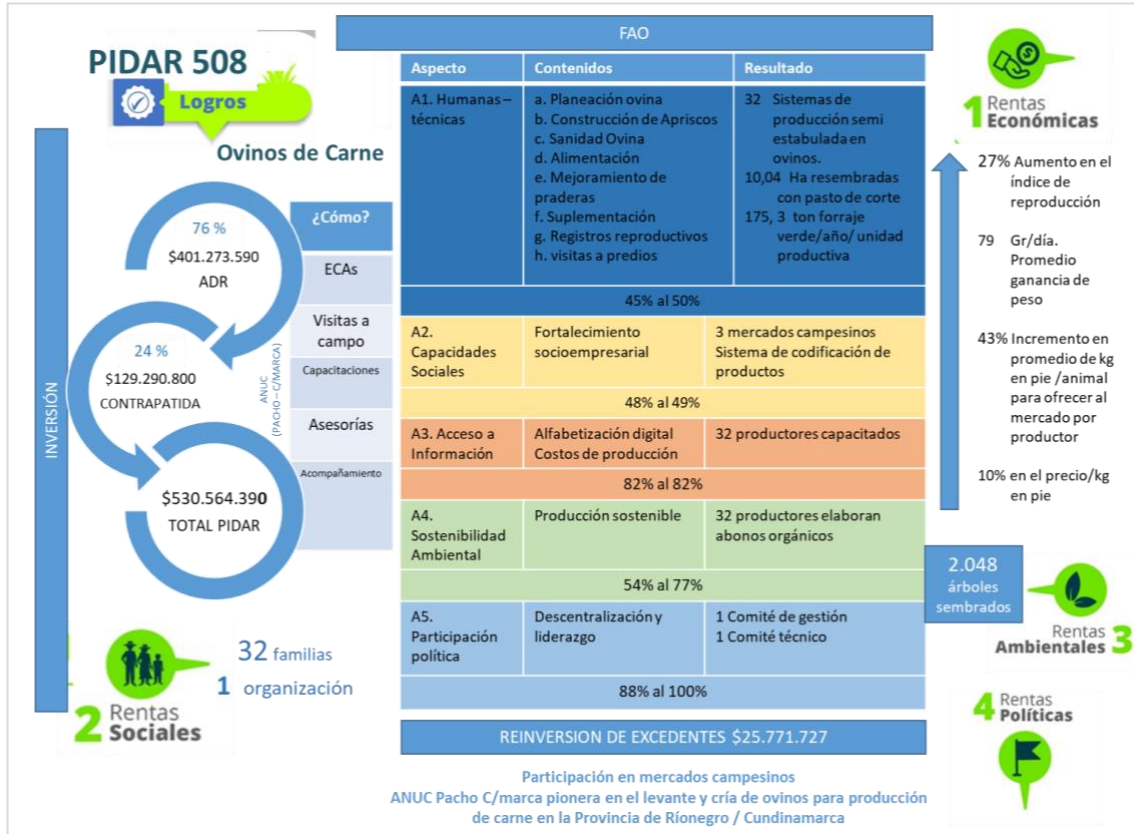 PIDAR 508
Logros
Ovinos de Carne
INVERSIÓN
76 %
$401.273.590
ADR
24 %
$129.290.800
CONTRAPATIDA
$530.564.390
TOTAL PIDAR
ANUC
(PACHO – C/MARCA)
¿Cómo?
ECAs
Visitas a
campo
Capacitaciones
Asesorías
Acompañamiento
2 Rentas
Sociales
32 familias
1 organización
FAO
Aspecto Contenidos Resultado
A1. Humanas –
técnicas
a. Planeación ovina
b. Construcción de Apriscos
c. Sanidad Ovina
d. Alimentación
e. Mejoramiento de
praderas
f. Suplementación
g. Registros reproductivos
h. visitas a predios
32 Sistemas de
producción semi
estabulada en
ovinos.
10,04 Ha resembradas
con pasto de corte
175, 3 ton forraje
verde/año/ unidad
productiva
45% al 50%
A2.
Capacidades
Sociales
Fortalecimiento
socioempresarial
3 mercados campesinos
Sistema de codificación de
productos
48% al 49%
A3. Acceso a
Información
Alfabetización digital
Costos de producción
32 productores capacitados
82% al 82%
A4.
Sostenibilidad
Ambiental
Producción sostenible
32 productores elaboran
abonos orgánicos
54% al 77%
A5.
Participación
política
Descentralización y
liderazgo
1 Comité de gestión
1 Comité técnico
88% al 100%
REINVERSION DE EXCEDENTES $25.771.727
Participación en mercados campesinos
ANUC Pacho C/marca pionera en el levante y cría de ovinos para producción
de carne en la Provincia de Ríonegro / Cundinamarca
1 Rentas
Económicas
27% Aumento en el
índice de
reproducción
79 Gr/día.
Promedio
ganancia de
peso
43% Incremento en
promedio de kg
en pie /animal
para ofrecer al
mercado por
productor
10% en el precio/kg
en pie
2.048
árboles
sembrados
Rentas
Ambientales 3
4 Rentas
Políticas